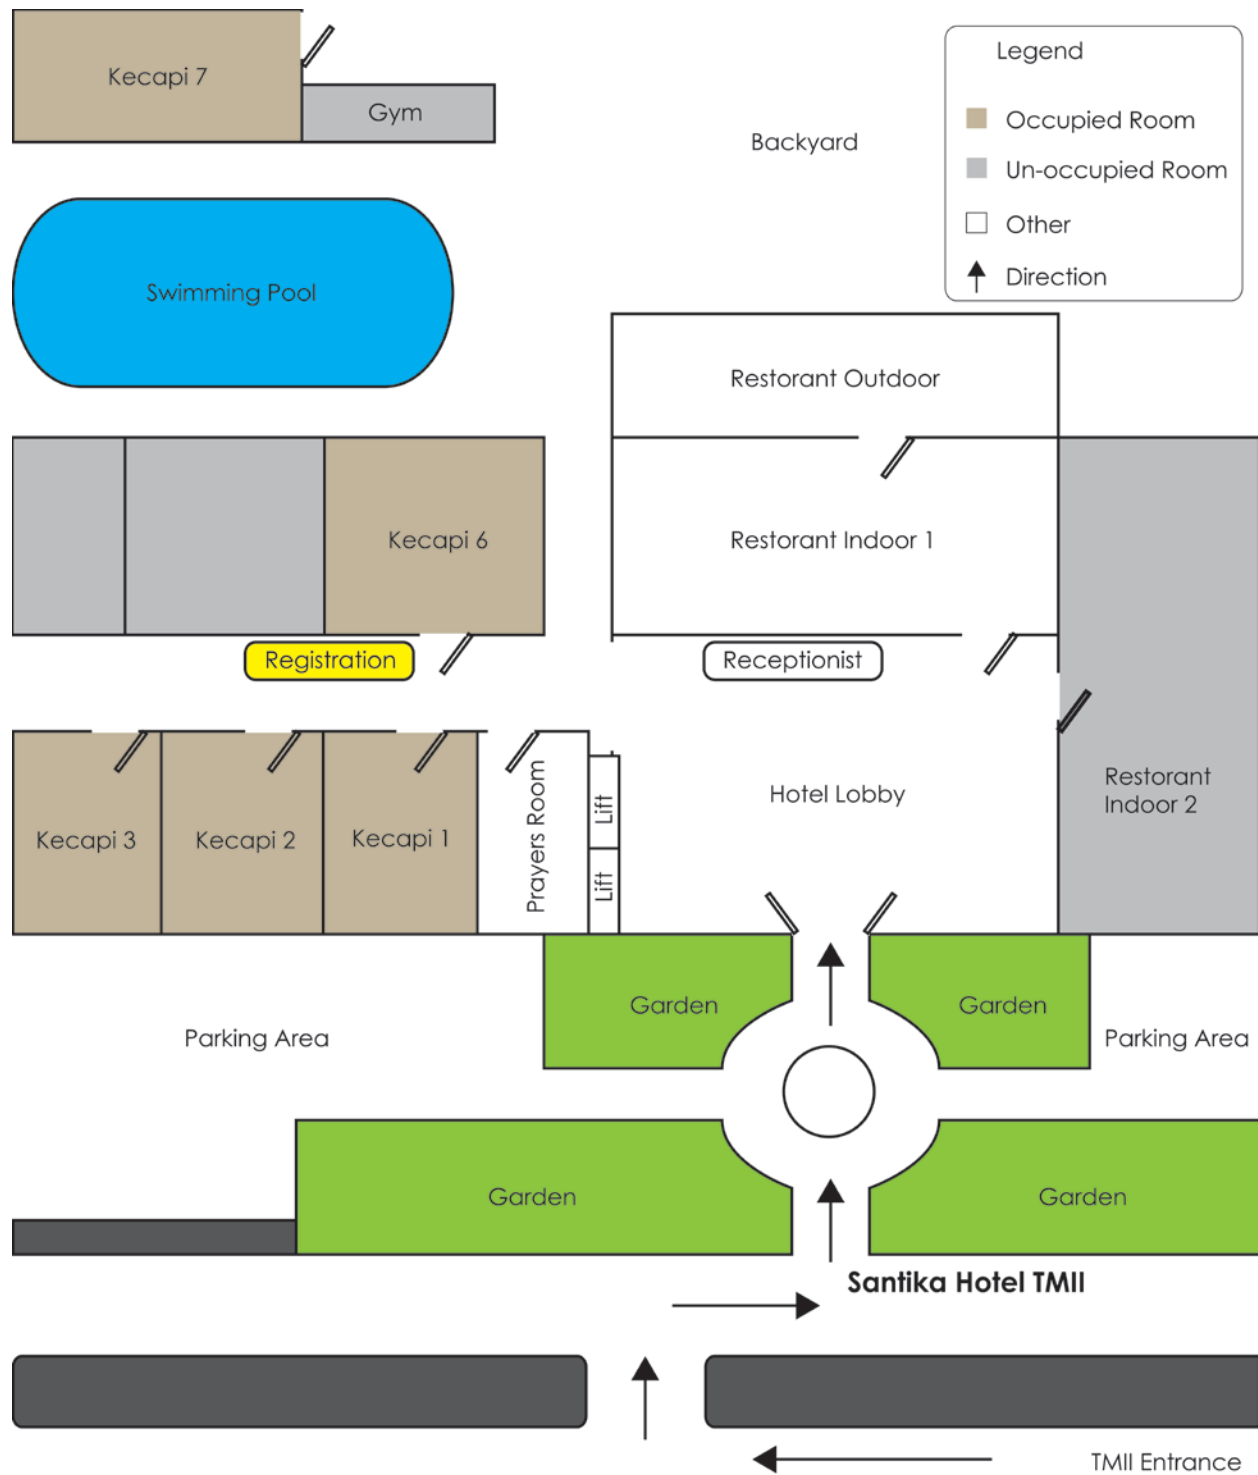 Kecapi 7
Gym
Backyard
Legend
Occupied Room
Un-occupied Room
Other
Direction
Swimming Pool
Restorant Outdoor
Kecapi 6
Restorant Indoor 1
Registration
Receptionist
Kecapi 3
Kecapi 2
Kecapi 1
Prayers Room
Lift
Lift
Hotel Lobby
Restorant
Indoor 2
Garden
Garden
Parking Area
Parking Area
Garden
Garden
Santika Hotel TMII
TMII Entrance